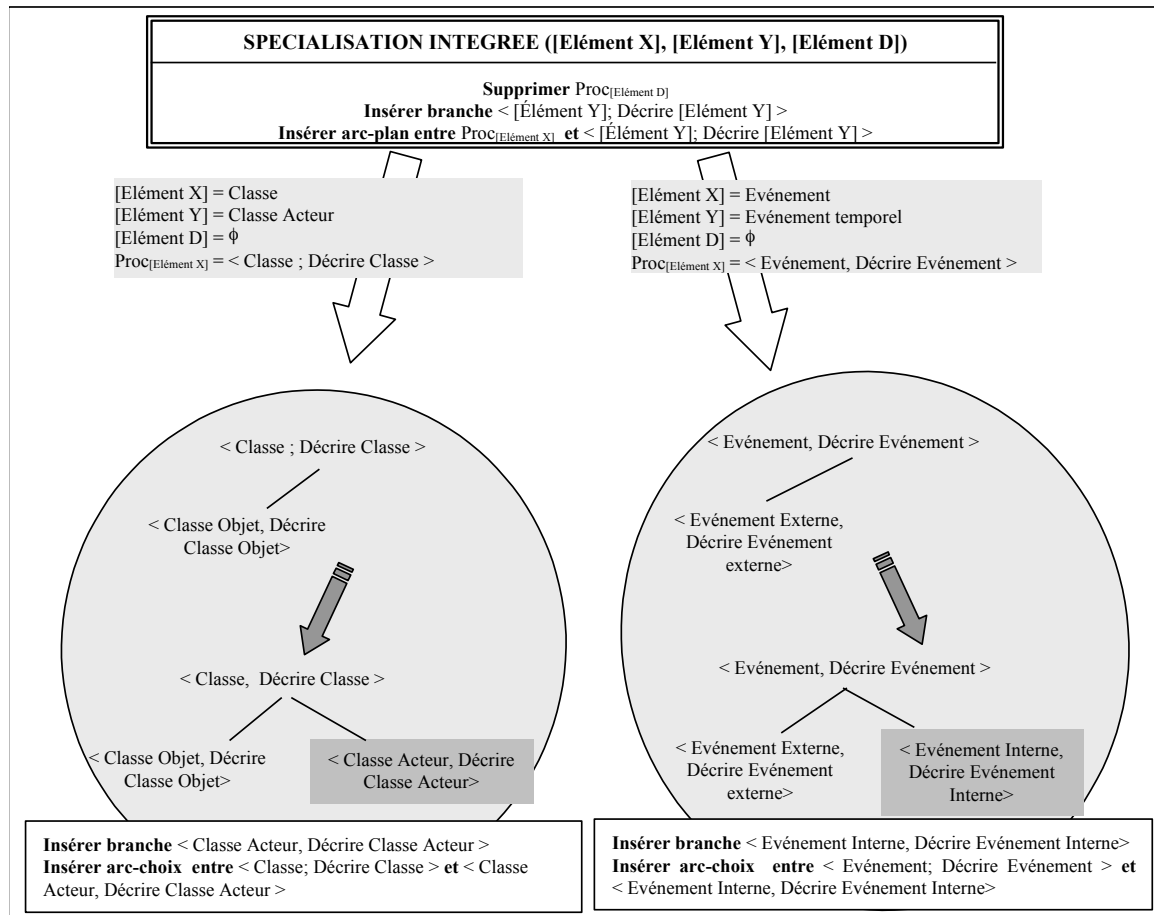 SPECIALISATION INTEGREE ([Elément X], [Elément Y], [Elément D])
Supprimer Proc[Elément D]
Insérer branche < [Élément Y]; Décrire [Elément Y] >
Insérer arc-plan entre Proc[Elément X] et < [Élément Y]; Décrire [Elément Y] >
[Elément X] = Classe
[Elément Y] = Classe Acteur
[Elément D] = ϕ
Proc[Elément X] = < Classe ; Décrire Classe >
[Elément X] = Evénement
[Elément Y] = Evénement temporel
[Elément D] = ϕ
Proc[Elément X] = < Evénement, Décrire Evénement >
< Classe ; Décrire Classe >
< Classe Objet, Décrire
Classe Objet>
< Classe, Décrire Classe >
< Classe Objet, Décrire
Classe Objet>
< Classe Acteur, Décrire
Classe Acteur>
< Evénement, Décrire Evénement >
< Evénement Externe,
Décrire Evénement
externe>
< Evénement, Décrire Evénement >
< Evénement Externe,
Décrire Evénement
externe>
< Evénement Interne,
Décrire Evénement
Interne>
Insérer branche < Classe Acteur, Décrire Classe Acteur >
Insérer arc-choix entre < Classe; Décrire Classe > et < Classe
Acteur, Décrire Classe Acteur >
Insérer branche < Evénement Interne, Décrire Evénement Interne>
Insérer arc-choix entre < Evénement; Décrire Evénement > et
< Evénement Interne, Décrire Evénement Interne>